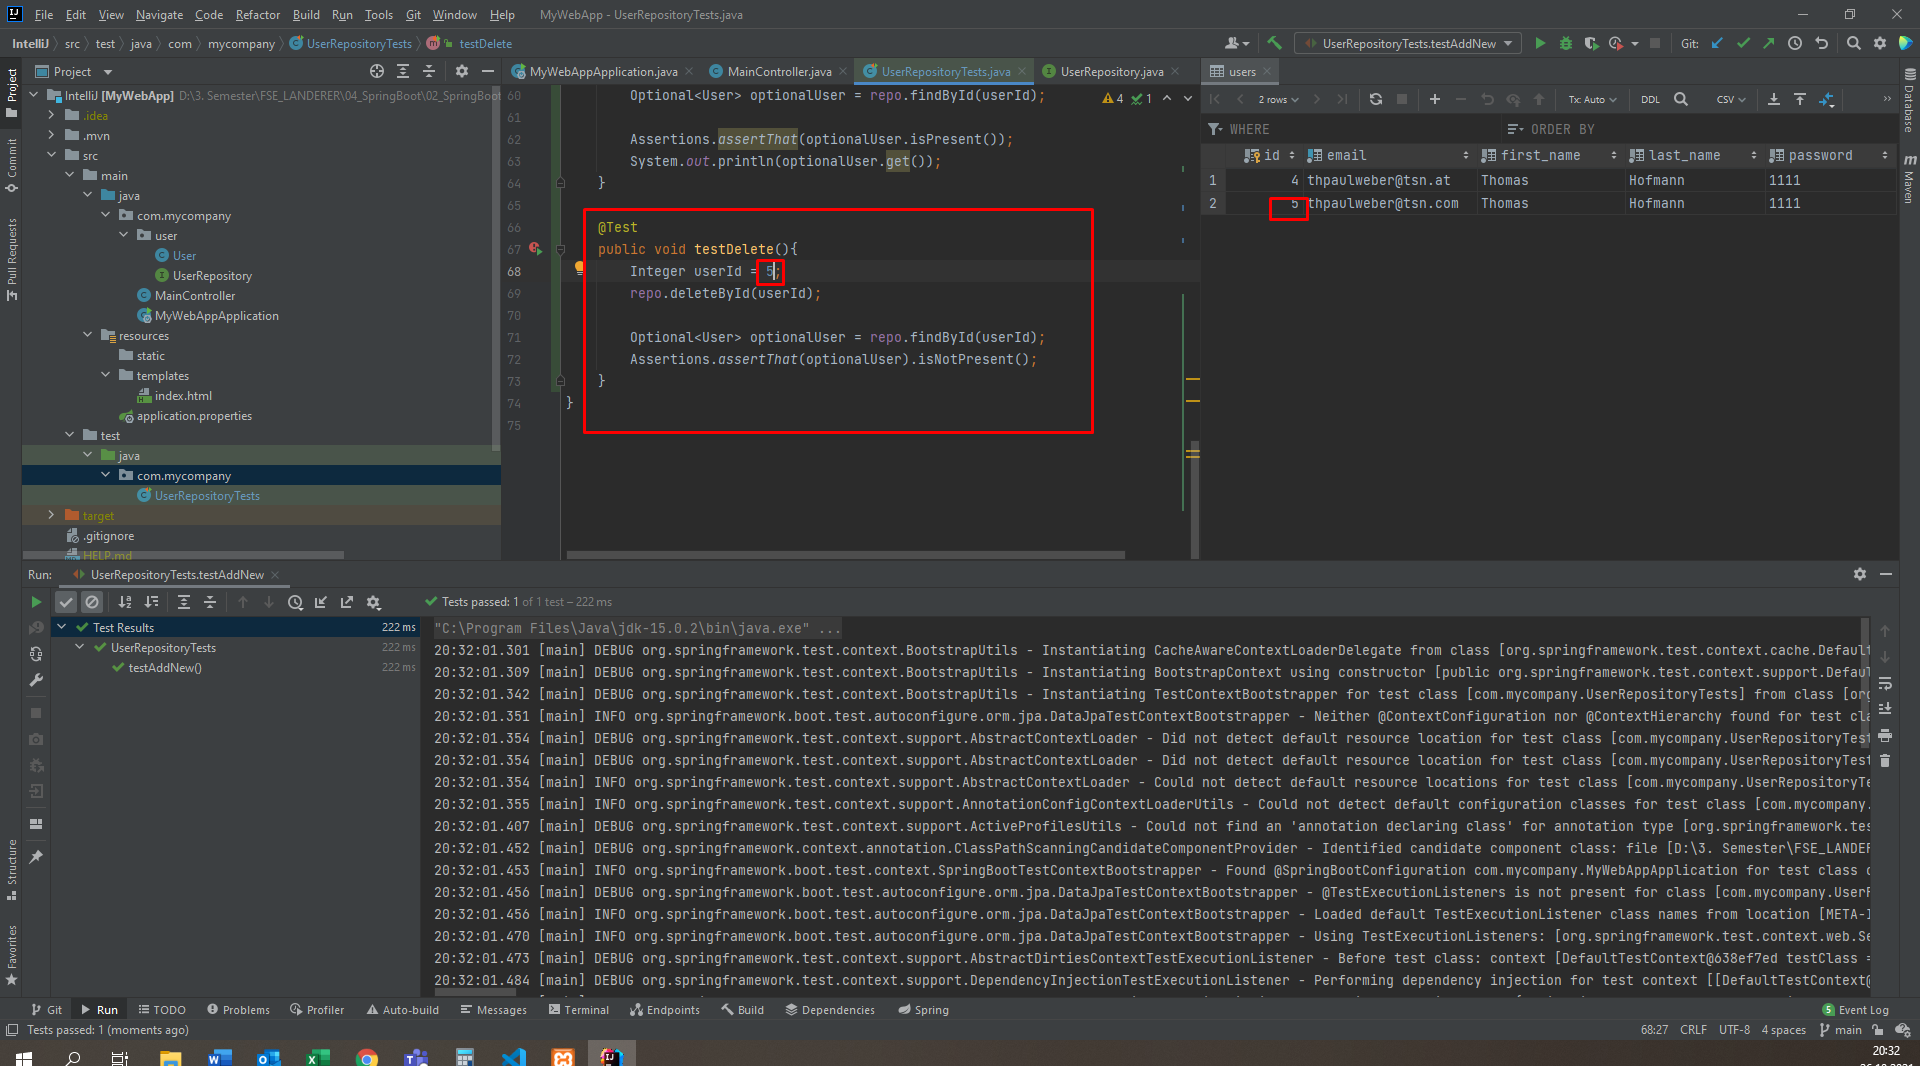 File Edit View Navigate Code Refactor Build Run Tools Git Window Help MyWebApp - UserRepositoryTests.java
IntelliJ src test java com mycompany UserRepositoryTests testDelete UserRepositoryTests.testAddNew Git:
Project
MyWebAppApplication.java MainController.java UserRepositoryTests.java UserRepository.java users
IntelliJ [MyWebApp] D:\3. Semester\FSE_LANDERER\04_SpringBoot\02_SpringBoot
.idea
.mvn
src
main
java
com.mycompany
user
User
UserRepository
MainController
MyWebAppApplication
resources
static
templates
index.html
application.properties
test
java
com.mycompany
UserRepositoryTests
target
.gitignore
HELP.md
Project
Commit
Pull Requests
Structure
Favorites
60 Optional<User> optionalUser = repo.findById(userId);
4 1
61
62 Assertions.assertThat(optionalUser.isPresent());
63 System.out.println(optionalUser.get());
64 }
65
66 @Test
67 public void testDelete(){
68 Integer userId = 5;
69 repo.deleteById(userId);
70
71 Optional<User> optionalUser = repo.findById(userId);
72 Assertions.assertThat(optionalUser).isNotPresent();
73 }
74 }
75
2 rows Tx: Auto DDL CSV
WHERE ORDER BY
id email first_name last_name password
1 4 thpaulweber@tsn.at Thomas Hofmann 1111
2 5 thpaulweber@tsn.com Thomas Hofmann 1111
Database
Maven
Run: UserRepositoryTests.testAddNew
Tests passed: 1 of 1 test – 222 ms
Test Results 222 ms
UserRepositoryTests 222 ms
testAddNew() 222 ms
"C:\Program Files\Java\jdk-15.0.2\bin\java.exe" ...
20:32:01.301 [main] DEBUG org.springframework.test.context.BootstrapUtils - Instantiating CacheAwareContextLoaderDelegate from class [org.springframework.test.context.cache.Default
20:32:01.309 [main] DEBUG org.springframework.test.context.BootstrapUtils - Instantiating BootstrapContext using constructor [public org.springframework.test.context.support.Defaul
20:32:01.342 [main] DEBUG org.springframework.test.context.BootstrapUtils - Instantiating TestContextBootstrapper for test class [com.mycompany.UserRepositoryTests] from class [org
20:32:01.351 [main] INFO org.springframework.boot.test.autoconfigure.orm.jpa.DataJpaTestContextBootstrapper - Neither @ContextConfiguration nor @ContextHierarchy found for test cla
20:32:01.354 [main] DEBUG org.springframework.test.context.support.AbstractContextLoader - Did not detect default resource location for test class [com.mycompany.UserRepositoryTest
20:32:01.354 [main] DEBUG org.springframework.test.context.support.AbstractContextLoader - Did not detect default resource location for test class [com.mycompany.UserRepositoryTest
20:32:01.354 [main] INFO org.springframework.test.context.support.AbstractContextLoader - Could not detect default resource locations for test class [com.mycompany.UserRepositoryTe
20:32:01.355 [main] INFO org.springframework.test.context.support.AnnotationConfigContextLoaderUtils - Could not detect default configuration classes for test class [com.mycompany.
20:32:01.407 [main] DEBUG org.springframework.test.context.support.ActiveProfilesUtils - Could not find an 'annotation declaring class' for annotation type [org.springframework.tes
20:32:01.452 [main] DEBUG org.springframework.context.annotation.ClassPathScanningCandidateComponentProvider - Identified candidate component class: file [D:\3. Semester\FSE_LANDER
20:32:01.453 [main] INFO org.springframework.boot.test.context.SpringBootTestContextBootstrapper - Found @SpringBootConfiguration com.mycompany.MyWebAppApplication for test class c
20:32:01.456 [main] DEBUG org.springframework.boot.test.autoconfigure.orm.jpa.DataJpaTestContextBootstrapper - @TestExecutionListeners is not present for class [com.mycompany.UserR
20:32:01.456 [main] INFO org.springframework.boot.test.autoconfigure.orm.jpa.DataJpaTestContextBootstrapper - Loaded default TestExecutionListener class names from location [META-I
20:32:01.470 [main] INFO org.springframework.boot.test.autoconfigure.orm.jpa.DataJpaTestContextBootstrapper - Using TestExecutionListeners: [org.springframework.test.context.web.Se
20:32:01.473 [main] DEBUG org.springframework.test.context.support.AbstractDirtiesContextTestExecutionListener - Before test class: context [DefaultTestContext@638ef7ed testClass =
20:32:01.484 [main] DEBUG org.springframework.test.context.support.DependencyInjectionTestExecutionListener - Performing dependency injection for test context [[DefaultTestContext@
Git Run TODO Problems Profiler Auto-build Messages Terminal Endpoints Build Dependencies Spring 5 Event Log
Tests passed: 1 (moments ago) 68:27 CRLF UTF-8 4 spaces main
20:32